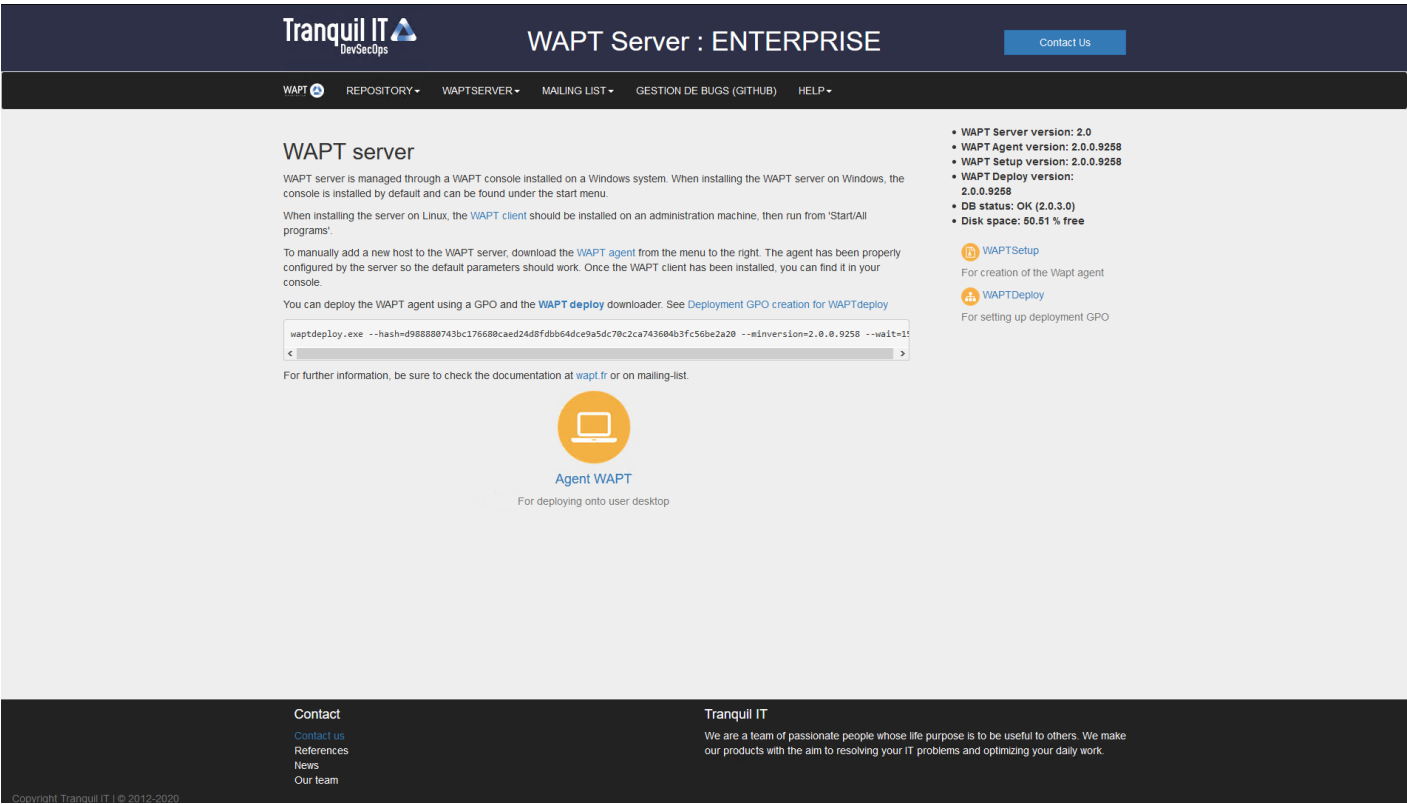 Tranquil IT
DevSecOps
WAPT Server : ENTERPRISE
Contact Us
WAPT
REPOSITORY
WAPTSERVER
MAILING LIST
GESTION DE BUGS (GITHUB)
HELP
WAPT server
WAPT server is managed through a WAPT console installed on a Windows system. When installing the WAPT server on Windows, the
console is installed by default and can be found under the start menu.
When installing the server on Linux, the WAPT client should be installed on an administration machine, then run from 'Start/All
programs'.
To manually add a new host to the WAPT server, download the WAPT agent from the menu to the right. The agent has been properly
configured by the server so the default parameters should work. Once the WAPT client has been installed, you can find it in your
console.
You can deploy the WAPT agent using a GPO and the WAPT deploy downloader. See Deployment GPO creation for WAPTdeploy
waptdeploy.exe --hash=d988880743bc176680caed24d8fdbb64dce9a5dc70c2ca743604b3fc56be2a20 --minversion=2.0.0.9258 --wait=15
For further information, be sure to check the documentation at wapt.fr or on mailing-list.
Agent WAPT
For deploying onto user desktop
• WAPT Server version: 2.0
• WAPT Agent version: 2.0.0.9258
• WAPT Setup version: 2.0.0.9258
• WAPT Deploy version:
2.0.0.9258
• DB status: OK (2.0.3.0)
• Disk space: 50.51 % free
WAPTSetup
For creation of the Wapt agent
WAPTDeploy
For setting up deployment GPO
Contact
Contact us
References
News
Our team
Tranquil IT
We are a team of passionate people whose life purpose is to be useful to others. We make
our products with the aim to resolving your IT problems and optimizing your daily work.
Copyright Tranquil IT | © 2012-2020